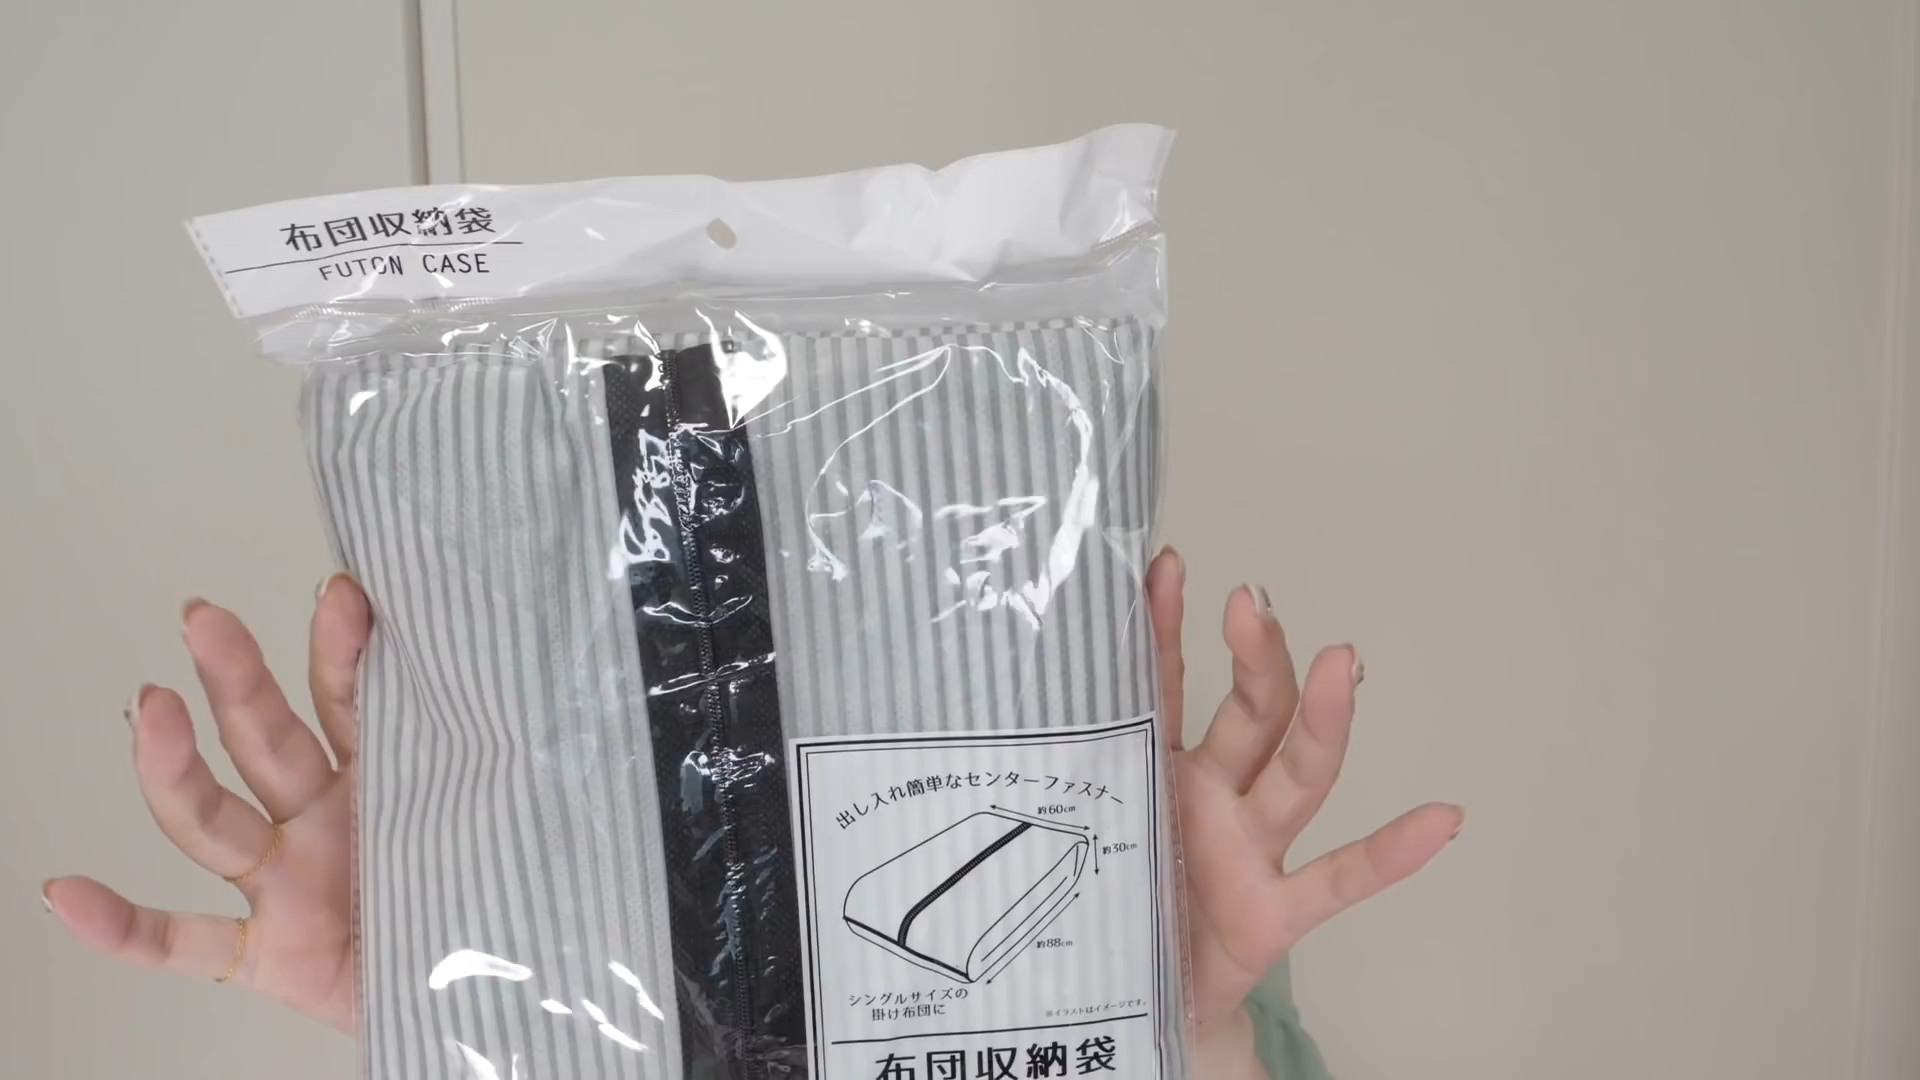 布団収納袋
FUTON CASE
出し入れ簡単なセンターファスナー
約60cm
約30cm
約88cm
シングルサイズの
掛け布団に
※イラストはイメージです。
布団収納袋